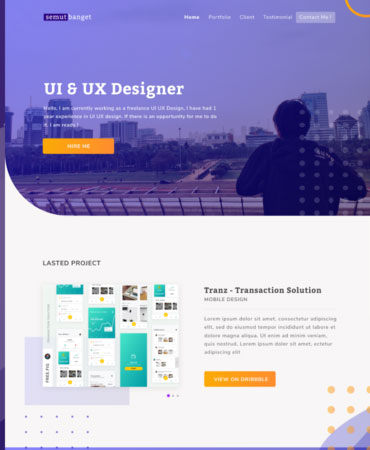 semut banget
Home Portfolio Client Testimonial Contact Me
UI & UX Designer
Hello, I am currently working as a freelance UI UX Design, I have had 1
year experience in UI UX design. If there is an opportunity for me to do
it. I am ready !
HIRE ME
LASTED PROJECT
Tranz - Transaction Solution
MOBILE DESIGN
Lorem ipsum dolor sit amet, consectetur adipiscing
elit, sed do eiusmod tempor incididunt ut labore et
dolore magna aliqua. Ut enim ad minim veniam,
quis nostrud. Lorem ipsum dolor sit amet, consectetur
adipiscing elit
FREE FIG
VIEW ON DRIBBBLE